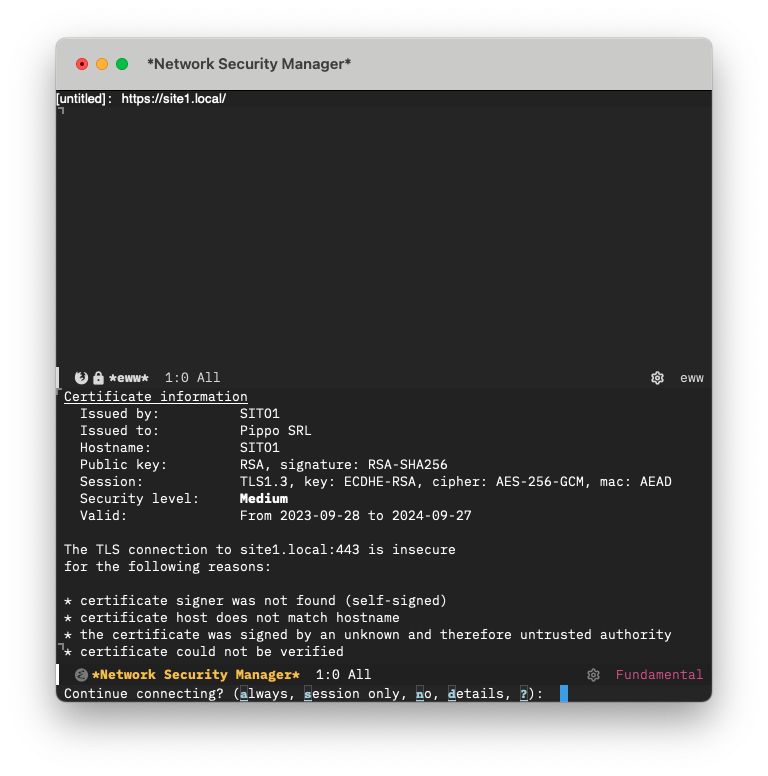 *Network Security Manager*
[untitled]: https://site1.local/
*eww* 1:0 All eww
Certificate information
Issued by: SITO1
Issued to: Pippo SRL
Hostname: SITO1
Public key: RSA, signature: RSA-SHA256
Session: TLS1.3, key: ECDHE-RSA, cipher: AES-256-GCM, mac: AEAD
Security level: Medium
Valid: From 2023-09-28 to 2024-09-27
The TLS connection to site1.local:443 is insecure
for the following reasons:
* certificate signer was not found (self-signed)
* certificate host does not match hostname
* the certificate was signed by an unknown and therefore untrusted authority
* certificate could not be verified
*Network Security Manager* 1:0 All Fundamental
Continue connecting? (always, session only, no, details, ?):